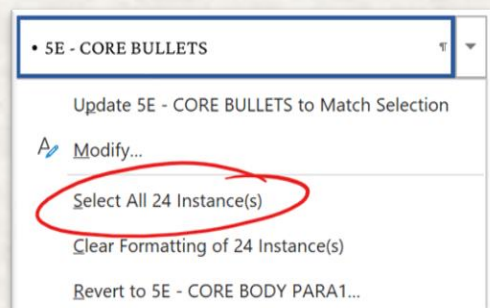 • 5E - CORE BULLETS ¶
Update 5E - CORE BULLETS to Match Selection
Modify...
Select All 24 Instance(s)
Clear Formatting of 24 Instance(s)
Revert to 5E - CORE BODY PARA1...